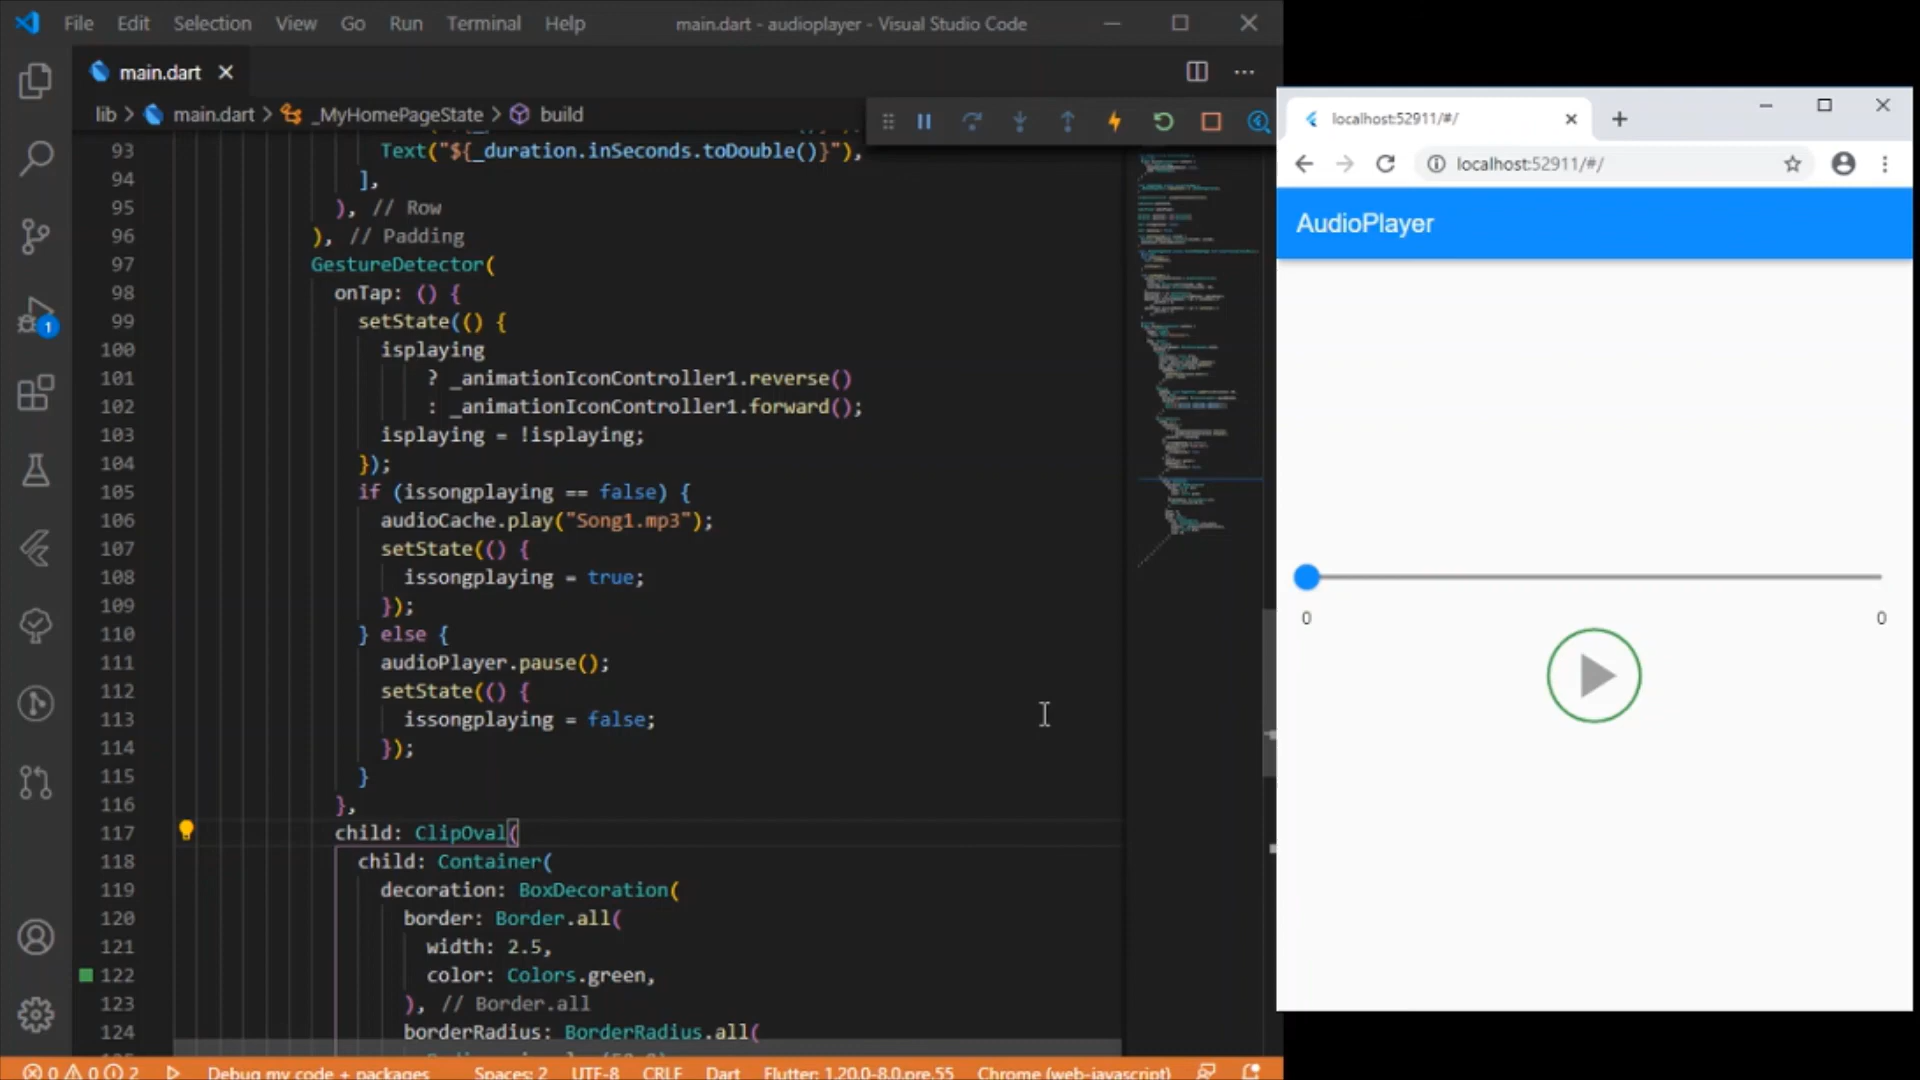 File Edit Selection View Go Run Terminal Help
main.dart - audioplayer - Visual Studio Code
main.dart
lib > main.dart > _MyHomePageState > build
93 Text("${_duration.inSeconds.toDouble()}"),
94 ],
95 ), // Row
96 ), // Padding
97 GestureDetector(
98 onTap: () {
99 setState(() {
100 isplaying
101 ? _animationIconController1.reverse()
102 : _animationIconController1.forward();
103 isplaying = !isplaying;
104 });
105 if (issongplaying == false) {
106 audioCache.play("Song1.mp3");
107 setState(() {
108 issongplaying = true;
109 });
110 } else {
111 audioPlayer.pause();
112 setState(() {
113 issongplaying = false;
114 });
115 }
116 },
117 child: ClipOval(
118 child: Container(
119 decoration: BoxDecoration(
120 border: Border.all(
121 width: 2.5,
122 color: Colors.green,
123 ), // Border.all
124 borderRadius: BorderRadius.all(
1
0 0 2 Debug my code + packages Spaces: 2 UTF-8 CRLF Dart Flutter: 1.20.0-8.0.pre.55 Chrome (web-javascript)
localhost:52911/#/
localhost:52911/#/
AudioPlayer
0 0